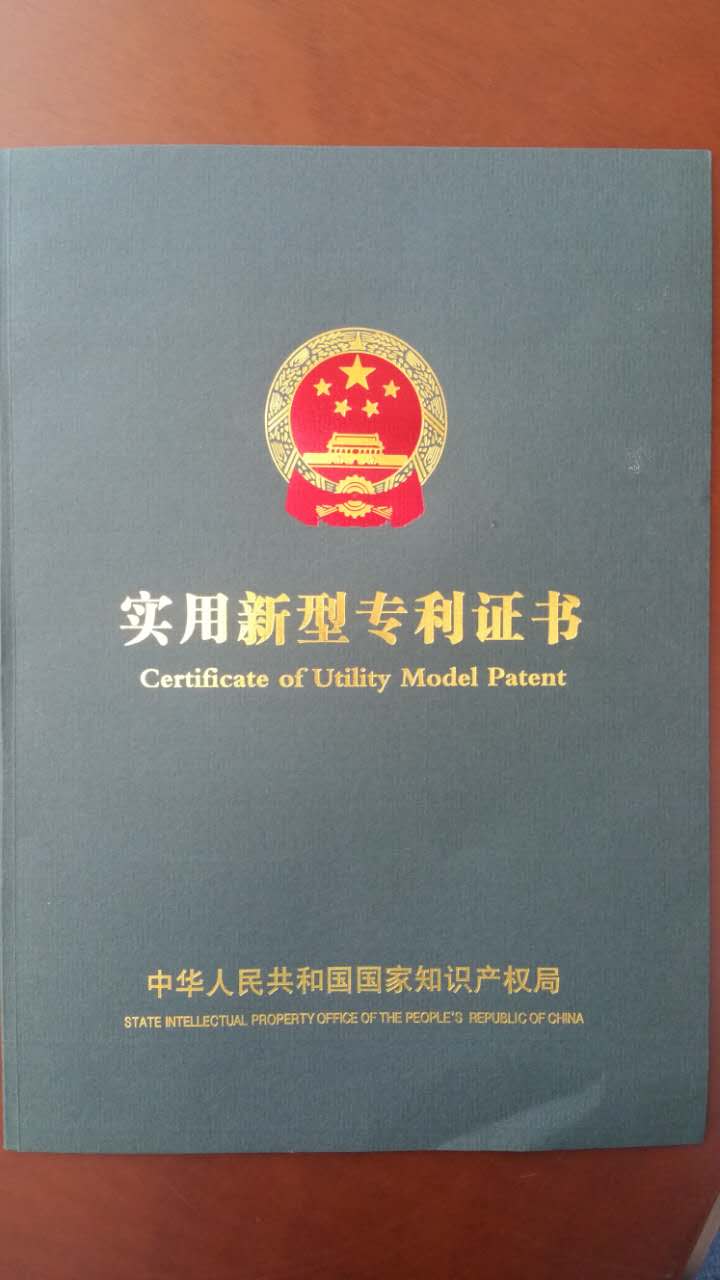 实用新型专利证书
Certificate of Utility Model Patent
中华人民共和国国家知识产权局
STATE INTELLECTUAL PROPERTY OFFICE OF THE PEOPLE'S REPUBLIC OF CHINA